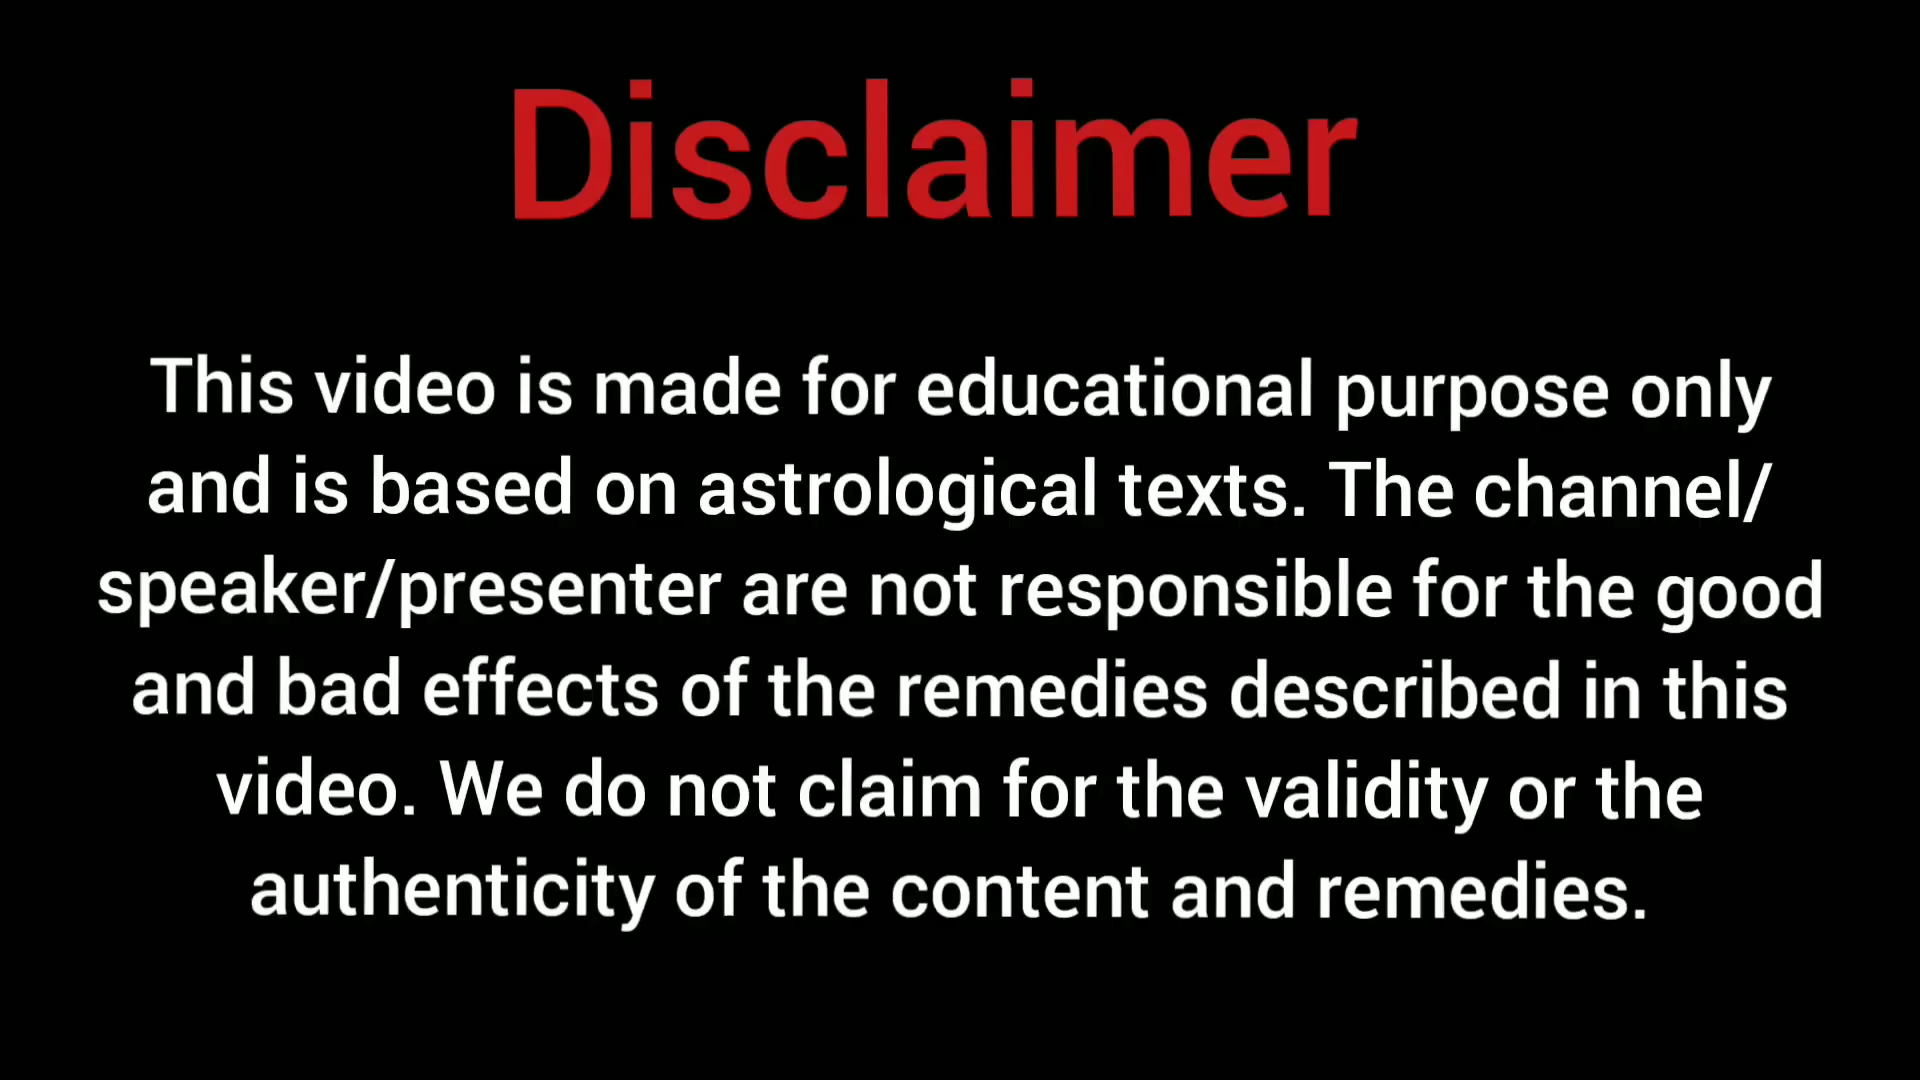 Disclaimer
This video is made for educational purpose only
and is based on astrological texts. The channel/
speaker/presenter are not responsible for the good
and bad effects of the remedies described in this
video. We do not claim for the validity or the
authenticity of the content and remedies.